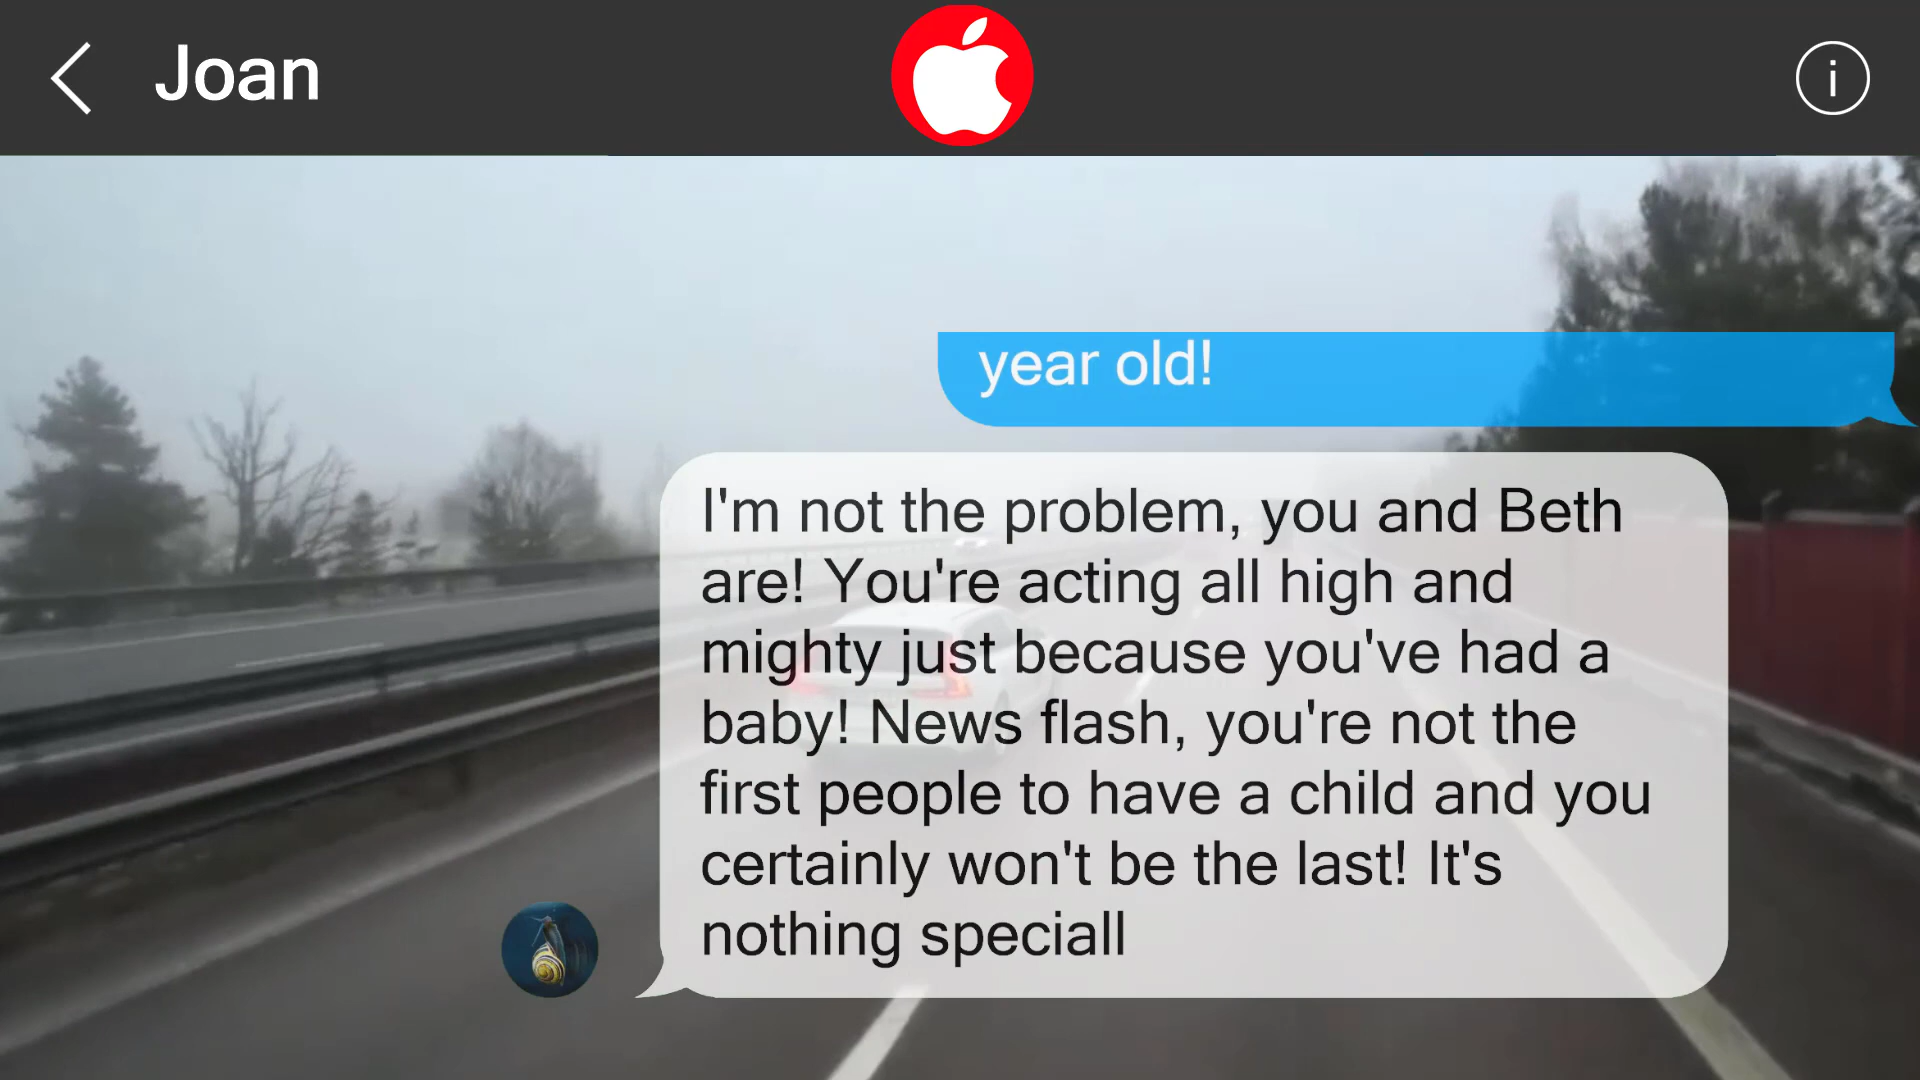 Joan
i
year old!
I'm not the problem, you and Beth
are! You're acting all high and
mighty just because you've had a
baby! News flash, you're not the
first people to have a child and you
certainly won't be the last! It's
nothing speciall